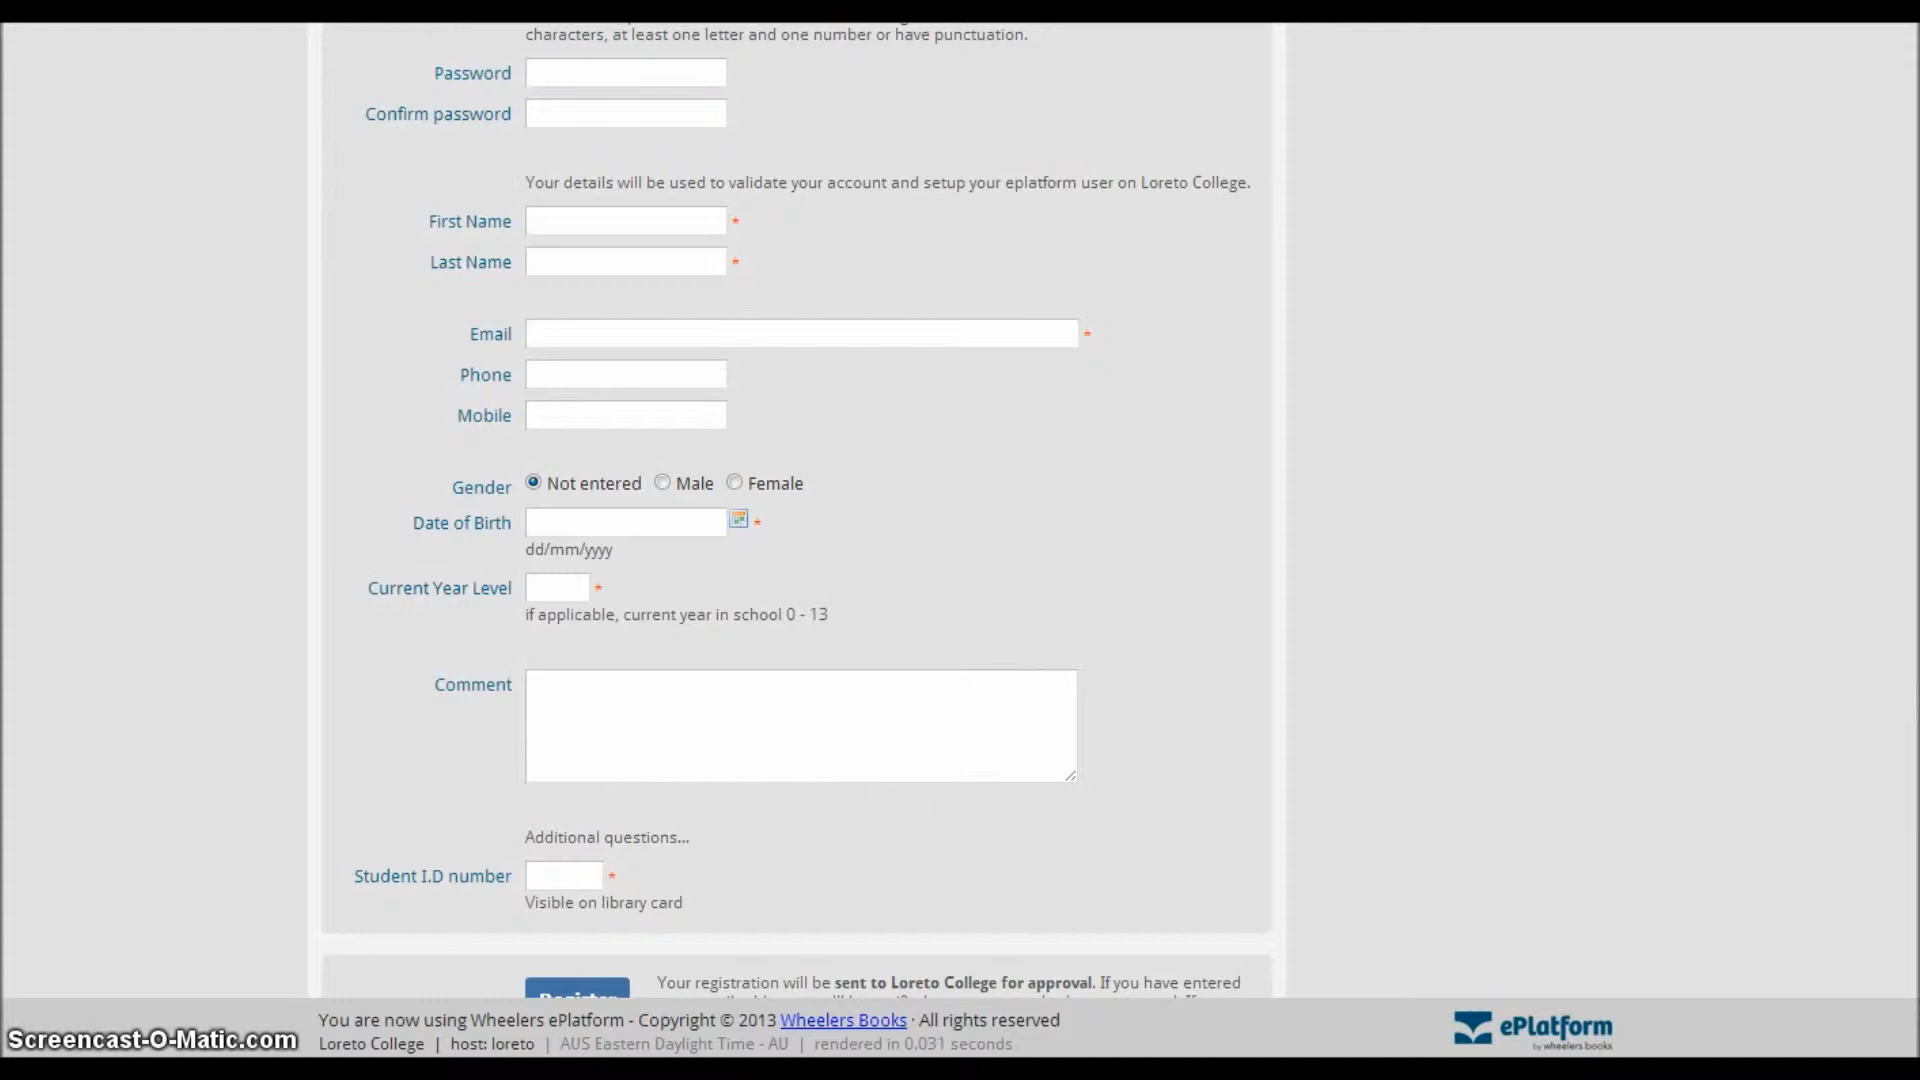 characters, at least one letter and one number or have punctuation.
Password
Confirm password
Your details will be used to validate your account and setup your eplatform user on Loreto College.
First Name *
Last Name *
Email *
Phone
Mobile
Gender Not entered Male Female
Date of Birth *
dd/mm/yyyy
Current Year Level *
if applicable, current year in school 0 - 13
Comment
Additional questions...
Student I.D number *
Visible on library card
Register Your registration will be sent to Loreto College for approval. If you have entered
You are now using Wheelers ePlatform - Copyright © 2013 Wheelers Books · All rights reserved
Loreto College | host: loreto | AUS Eastern Daylight Time - AU | rendered in 0.031 seconds
ePlatform
by wheelers books
Screencast-O-Matic.com